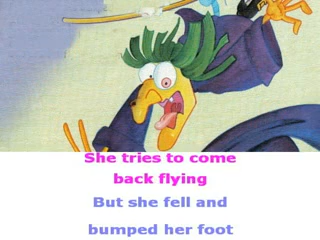 She tries to come
back flying
But she fell and
bumped her foot